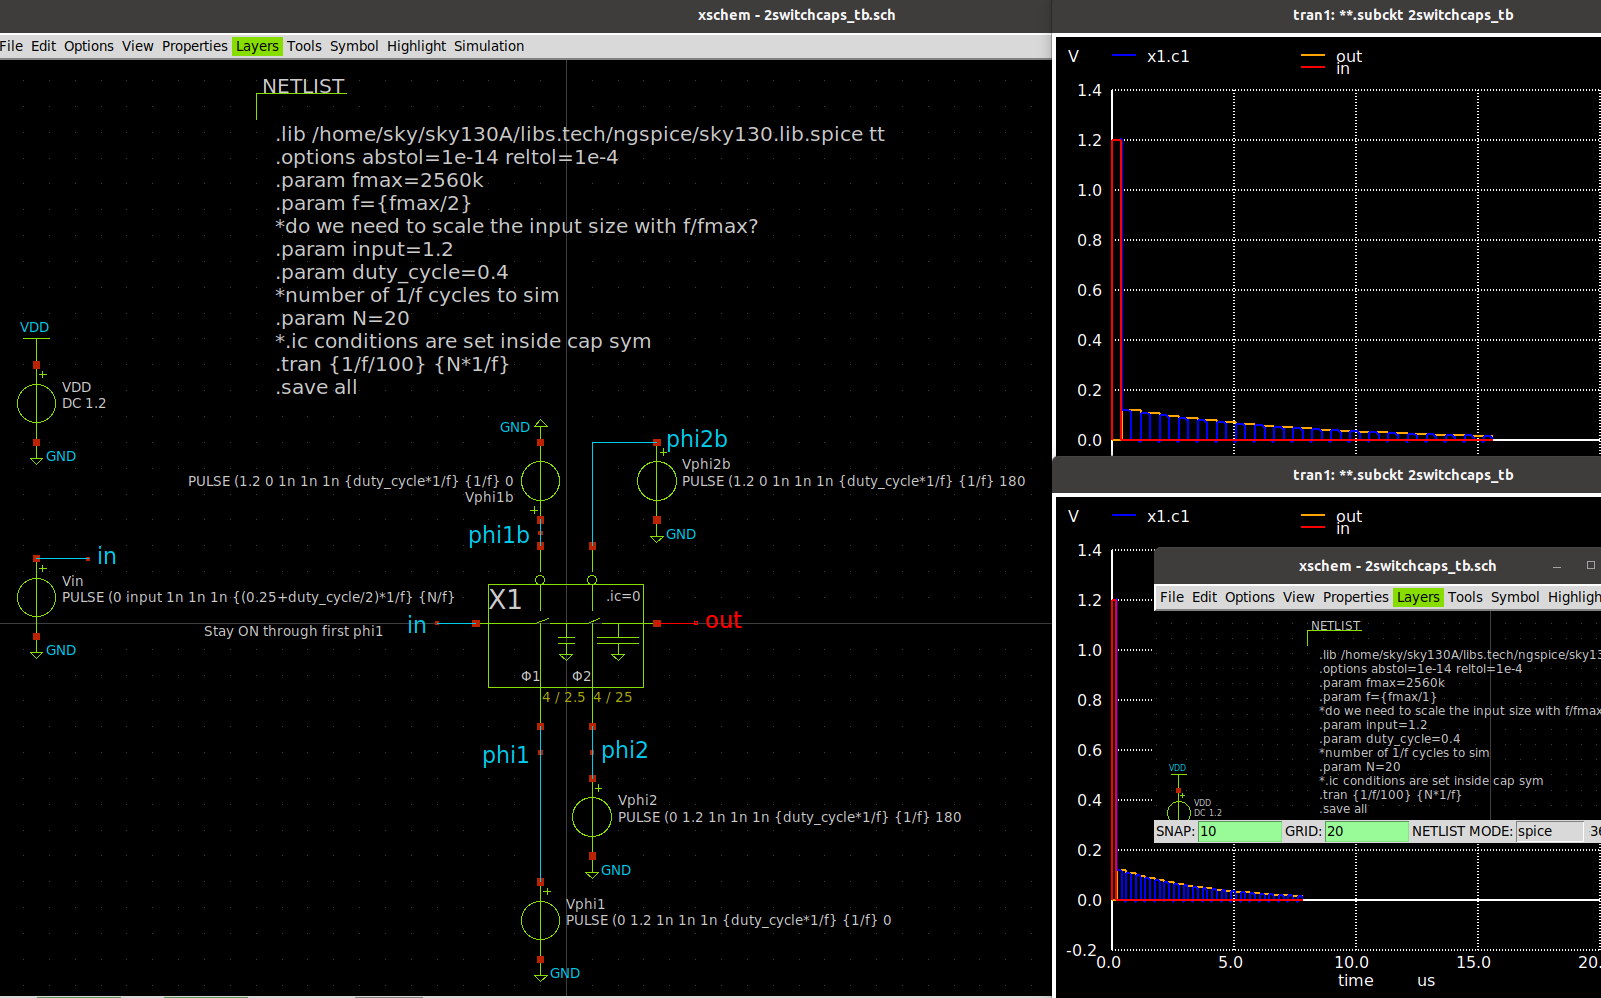 xschem - 2switchcaps_tb.sch
File Edit Options View Properties Layers Tools Symbol Highlight Simulation
NETLIST
.lib /home/sky/sky130A/libs.tech/ngspice/sky130.lib.spice tt
.options abstol=1e-14 reltol=1e-4
.param fmax=2560k
.param f={fmax/2}
*do we need to scale the input size with f/fmax?
.param input=1.2
.param duty_cycle=0.4
*number of 1/f cycles to sim
.param N=20
*.ic conditions are set inside cap sym
.tran {1/f/100} {N*1/f}
.save all
VDD
+
VDD
DC 1.2
GND
GND
PULSE (1.2 0 1n 1n 1n {duty_cycle*1/f} {1/f} 0
Vphi1b
+
phi1b
phi2b
+
Vphi2b
PULSE (1.2 0 1n 1n 1n {duty_cycle*1/f} {1/f} 180
GND
in
+
Vin
PULSE (0 input 1n 1n 1n {(0.25+duty_cycle/2)*1/f} {N/f}
GND
Stay ON through first phi1
in
X1
.ic=0
out
Φ1
Φ2
4 / 2.5
4 / 25
phi1
phi2
+
Vphi2
PULSE (0 1.2 1n 1n 1n {duty_cycle*1/f} {1/f} 180
GND
+
Vphi1
PULSE (0 1.2 1n 1n 1n {duty_cycle*1/f} {1/f} 0
GND
tran1: **.subckt 2switchcaps_tb
V
x1.c1
out
in
1.4
1.2
1.0
0.8
0.6
0.4
0.2
0.0
tran1: **.subckt 2switchcaps_tb
V
x1.c1
out
in
1.4
1.2
1.0
0.8
0.6
0.4
0.2
0.0
-0.2
0.0 5.0 10.0 15.0 20.
time us
xschem - 2switchcaps_tb.sch
File Edit Options View Properties Layers Tools Symbol Highligh
NETLIST
.lib /home/sky/sky130A/libs.tech/ngspice/sky13
.options abstol=1e-14 reltol=1e-4
.param fmax=2560k
.param f={fmax/1}
*do we need to scale the input size with f/fmax
.param input=1.2
.param duty_cycle=0.4
*number of 1/f cycles to sim
.param N=20
*.ic conditions are set inside cap sym
.tran {1/f/100} {N*1/f}
.save all
VDD
+
VDD
DC 1.2
SNAP: 10 GRID: 20 NETLIST MODE: spice 36